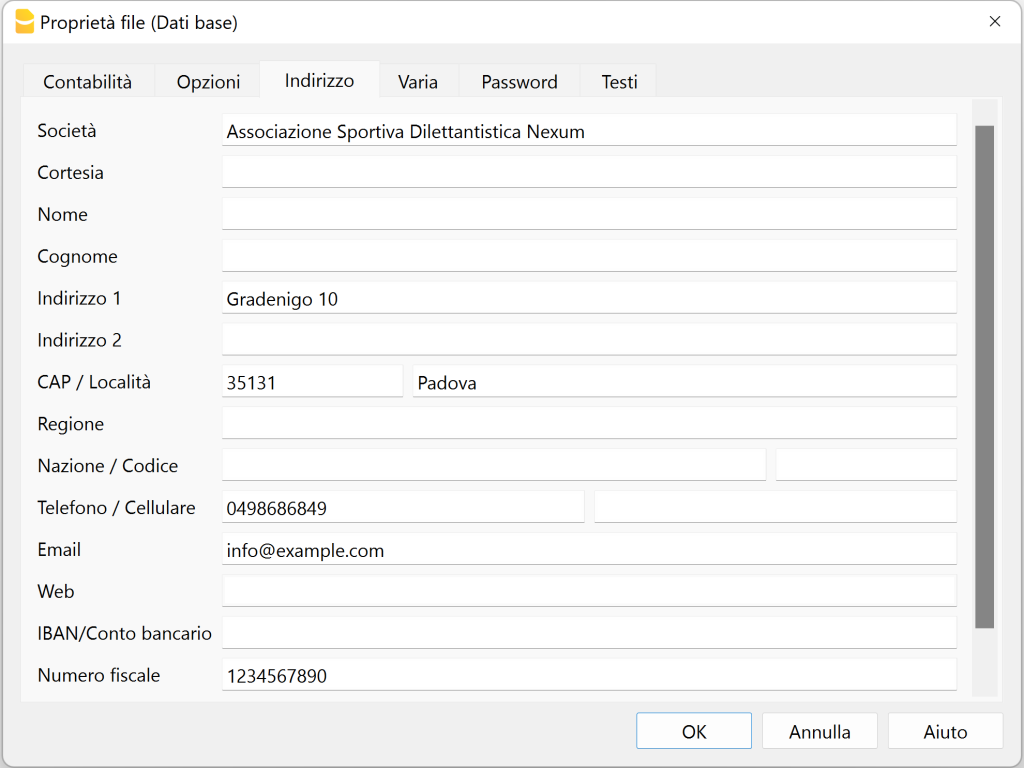 Proprietà file (Dati base)
Contabilità Opzioni Indirizzo Varia Password Testi
Società Associazione Sportiva Dilettantistica Nexum
Cortesia
Nome
Cognome
Indirizzo 1 Gradenigo 10
Indirizzo 2
CAP / Località 35131 Padova
Regione
Nazione / Codice
Telefono / Cellulare 0498686849
Email info@example.com
Web
IBAN/Conto bancario
Numero fiscale 1234567890
OK Annulla Aiuto